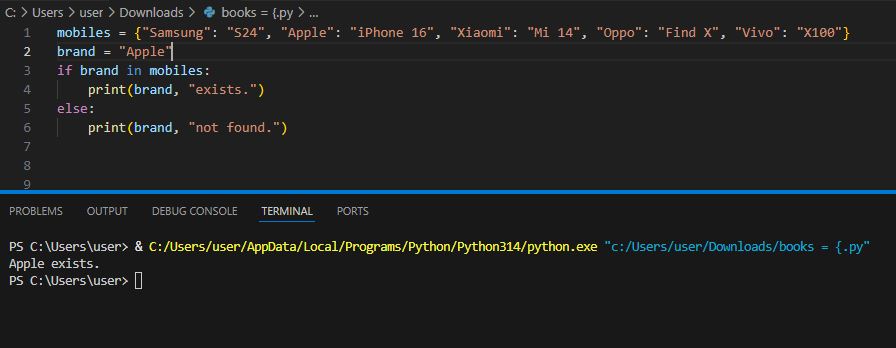 C: > Users > user > Downloads > books = {.py > ...
1 mobiles = {"Samsung": "S24", "Apple": "iPhone 16", "Xiaomi": "Mi 14", "Oppo": "Find X", "Vivo": "X100"}
2 brand = "Apple"
3 if brand in mobiles:
4     print(brand, "exists.")
5 else:
6     print(brand, "not found.")
7
8
9
PROBLEMS OUTPUT DEBUG CONSOLE TERMINAL PORTS
PS C:\Users\user> & C:/Users/user/AppData/Local/Programs/Python/Python314/python.exe "c:/Users/user/Downloads/books = {.py"
Apple exists.
PS C:\Users\user>